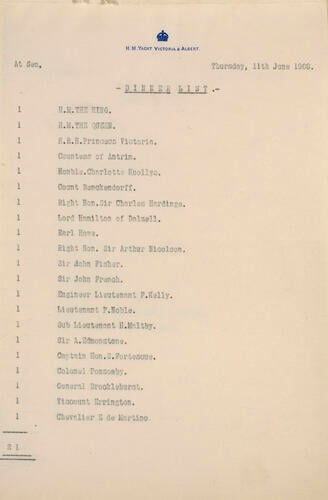 H.M. YACHT VICTORIA & ALBERT.
At Sea, Thursday, 11th June 1908.
- DINNER LIST .-
1 H.M.THE KING.
1 H.M.THE QUEEN.
1 H.R.H.Princess Victoria.
1 Countess of Antrim.
1 Honble.Charlotte Knollys.
1 Count Benckendorff.
1 Right Hon.Sir Charles Hardinge.
1 Lord Hamilton of Dalzell.
1 Earl Howe.
1 Right Hon. Sir Arthur Nicolson.
1 Sir John Fisher.
1 Sir John French.
1 Engineer Lieutenant F.Kelly.
1 Lieutenant P.Noble.
1 Sub Lieutenant H.Maltby.
1 Sir A.Edmonstone.
1 Captain Hon.S.Fortescue.
1 Colonel Ponsonby.
1 General Brocklehurst.
1 Viscount Errington.
1 Chevalier E de Martino.
21